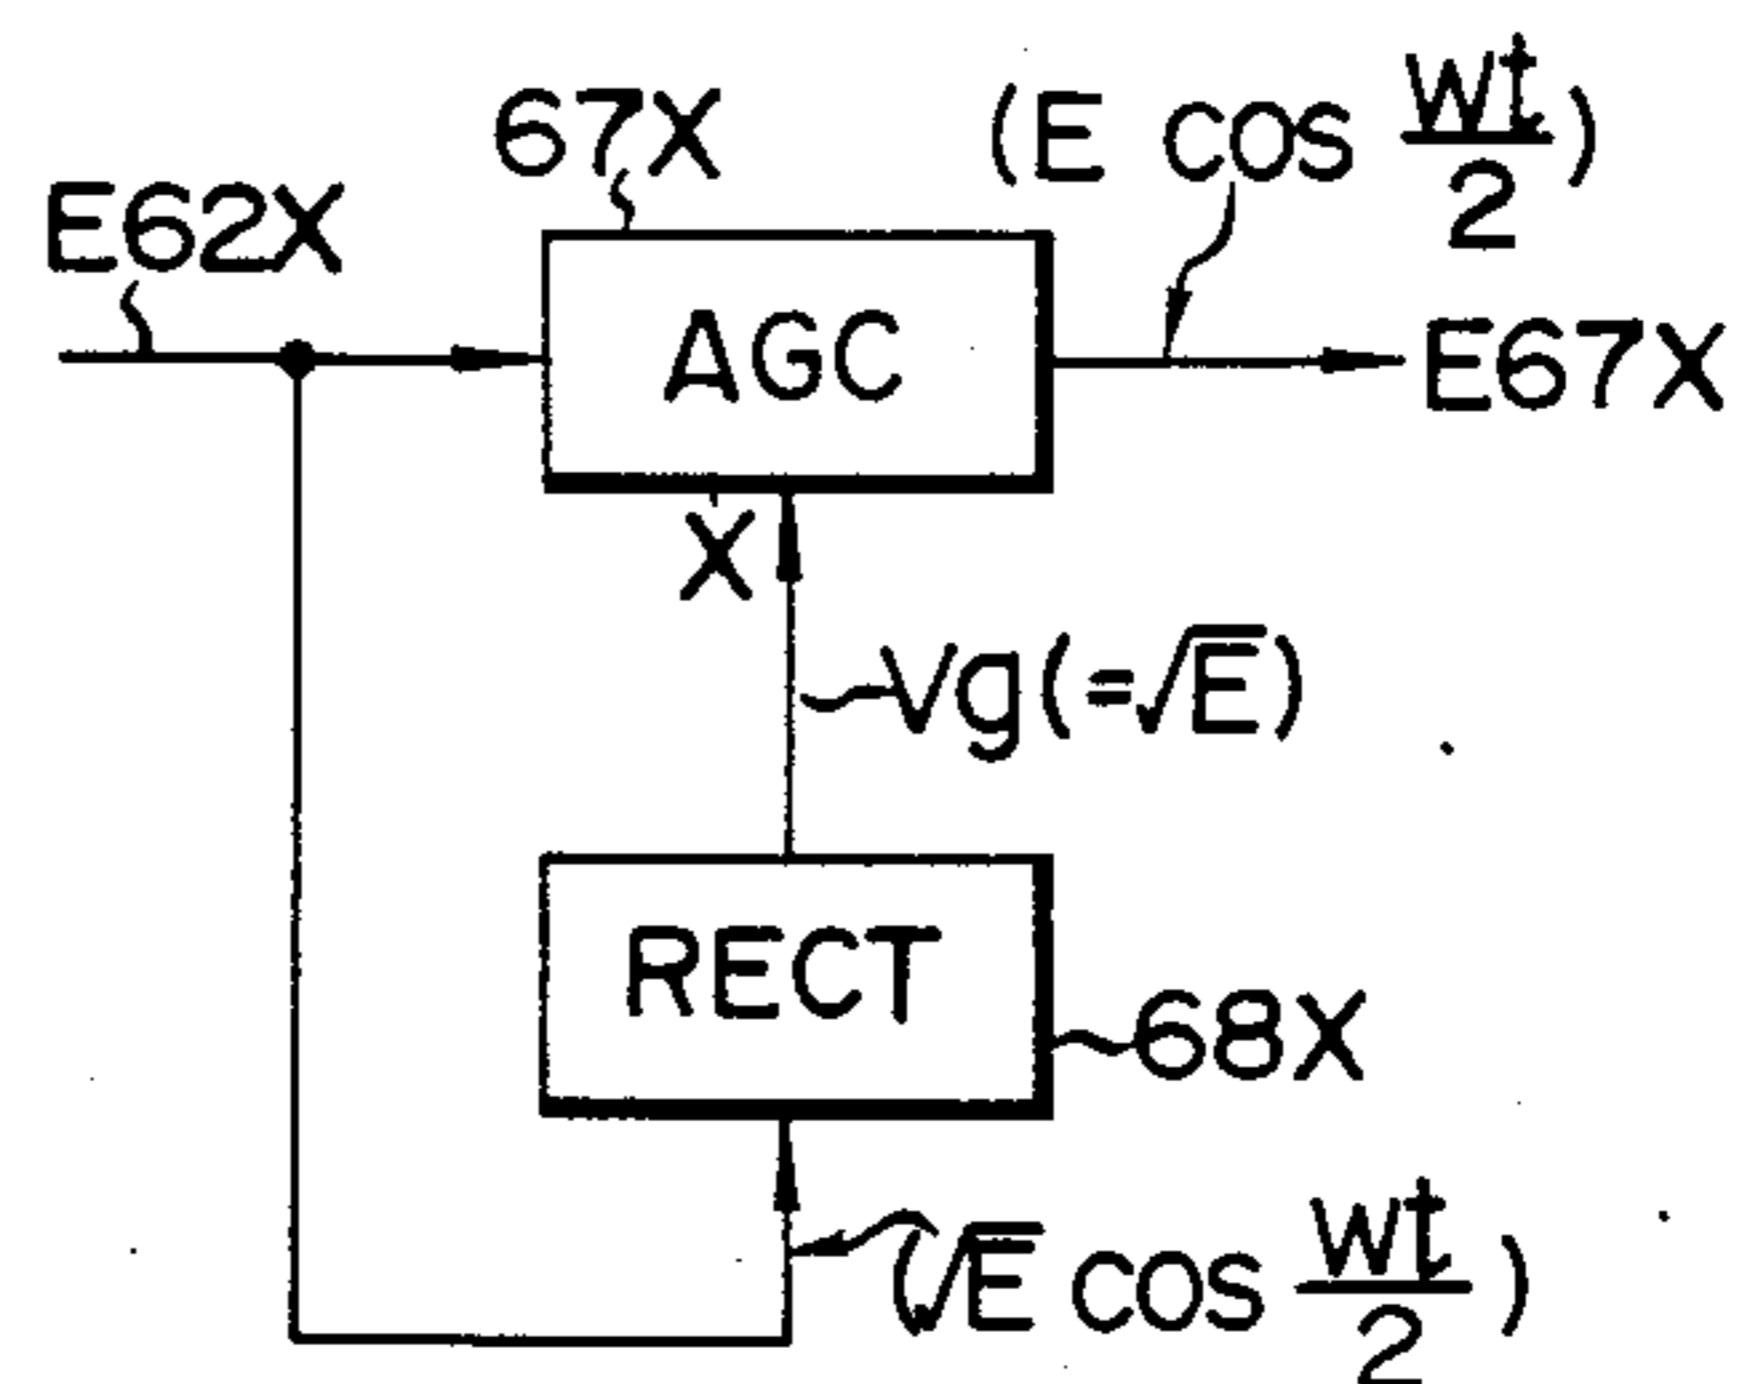 67X
(E COS Wt/2)
E62X
AGC
E67X
X
Vg(=√E)
RECT
68X
(√E COS Wt/2)